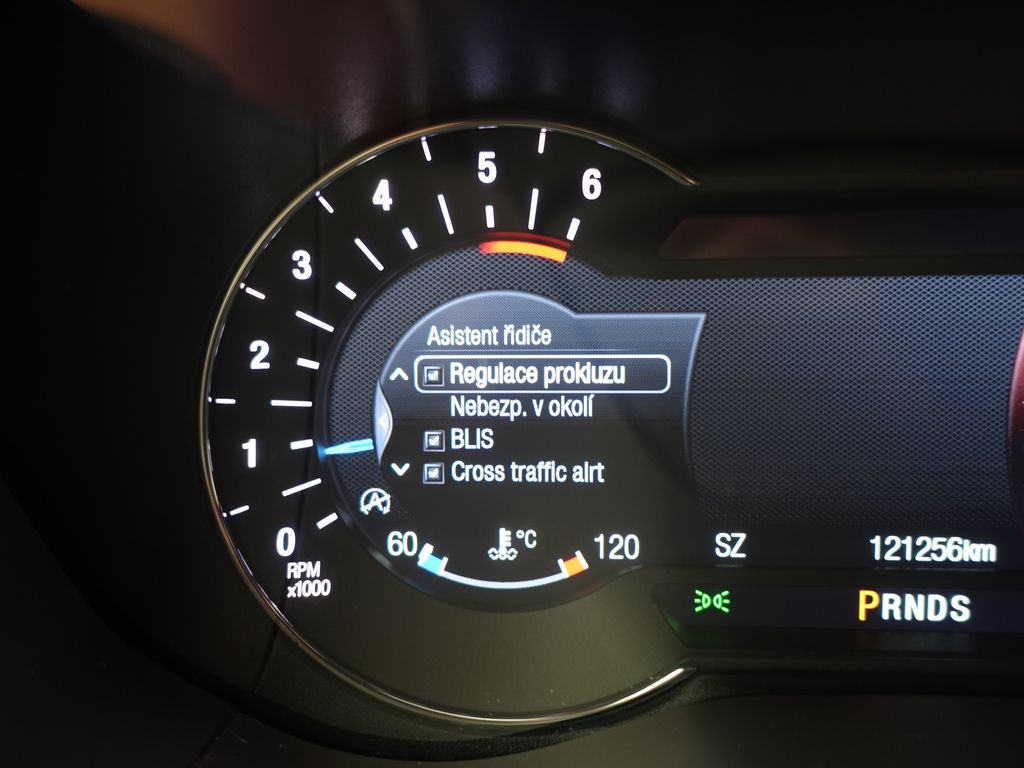 6
5
4
3
2
1
0
RPM
x1000
Asistent řidiče
Regulace prokluzu
Nebezp. v okolí
BLIS
Cross traffic alrt
A
60 °C 120
SZ 121256km
PRNDS